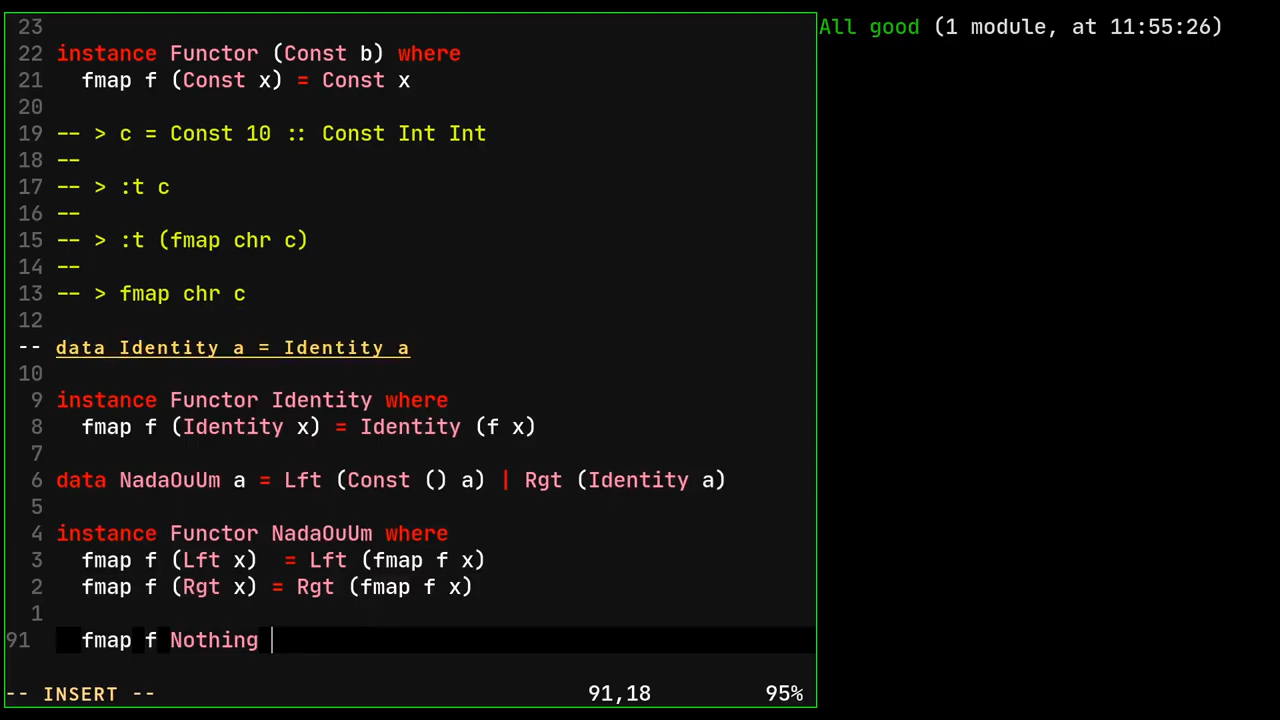 23
22 instance Functor (Const b) where
21   fmap f (Const x) = Const x
20
19 -- > c = Const 10 :: Const Int Int
18 --
17 -- > :t c
16 --
15 -- > :t (fmap chr c)
14 --
13 -- > fmap chr c
12
-- data Identity a = Identity a
10
9 instance Functor Identity where
8   fmap f (Identity x) = Identity (f x)
7
6 data NadaOuUm a = Lft (Const () a) | Rgt (Identity a)
5
4 instance Functor NadaOuUm where
3   fmap f (Lft x)  = Lft (fmap f x)
2   fmap f (Rgt x) = Rgt (fmap f x)
1
91   fmap f Nothing
-- INSERT -- 91,18 95%
All good (1 module, at 11:55:26)